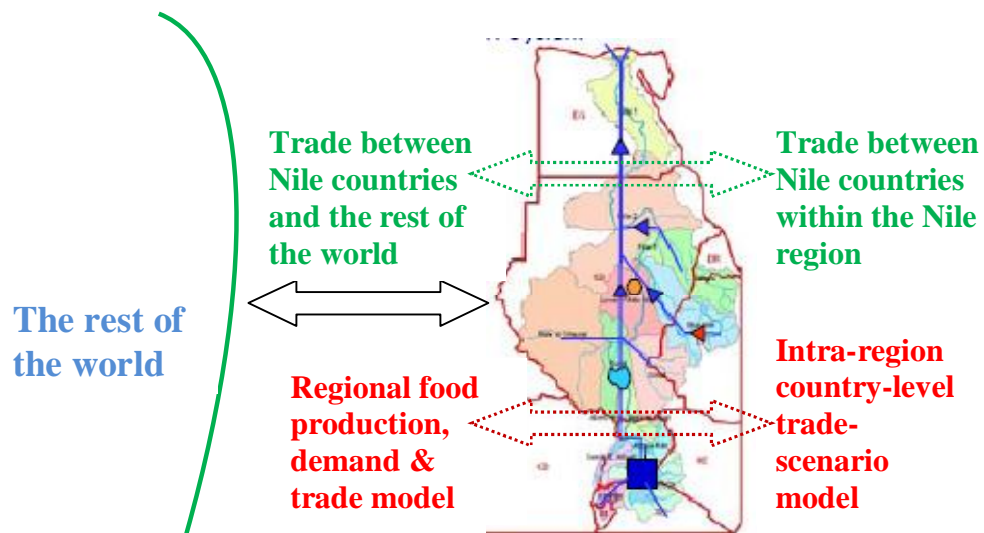 Trade between
Nile countries
and the rest of
the world
Trade between
Nile countries
within the Nile
region
The rest of
the world
Regional food
production,
demand &
trade model
Intra-region
country-level
trade-
scenario
model